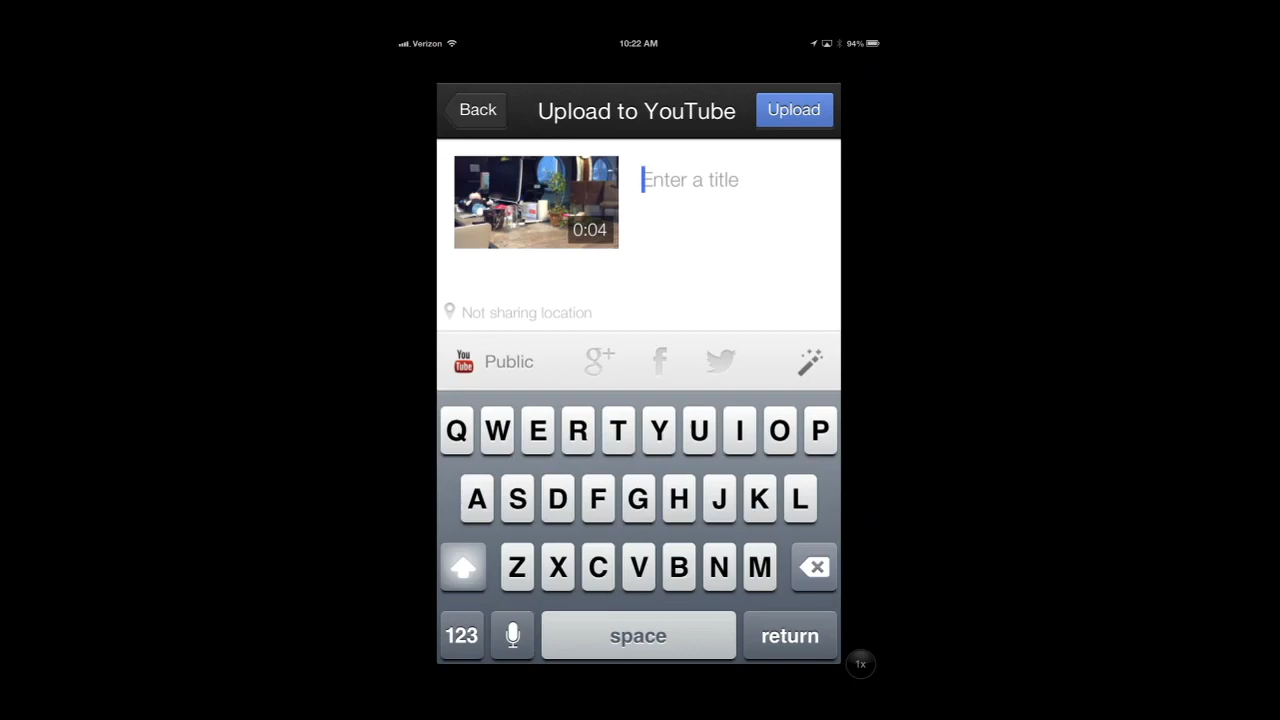 Verizon 10:22 AM 94%
Back Upload to YouTube Upload
Enter a title
0:04
Not sharing location
You Tube Public g+ f
Q W E R T Y U I O P
A S D F G H J K L
Z X C V B N M
123 space return
1x